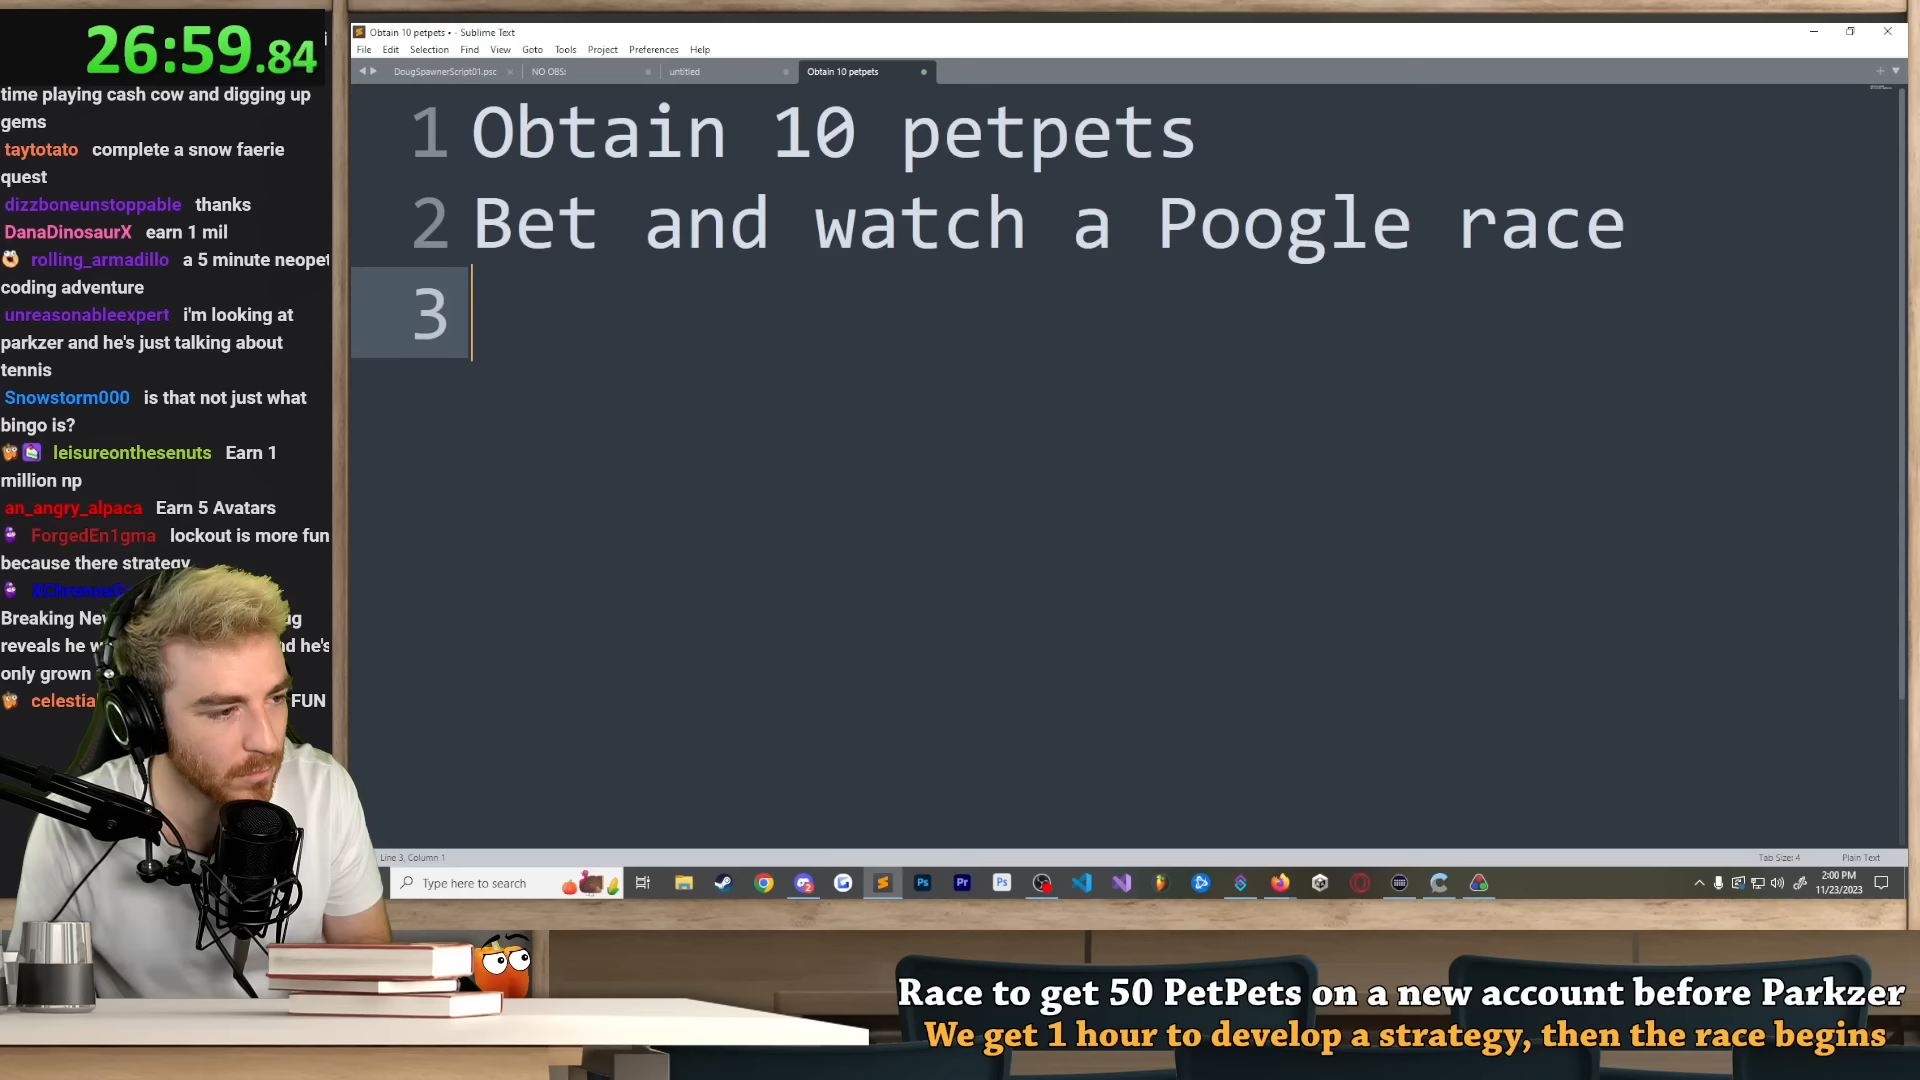 26:59.84
time playing cash cow and digging up
gems
taytotato complete a snow faerie
quest
dizzboneunstoppable thanks
DanaDinosaurX earn 1 mil
rolling_armadillo a 5 minute neopet
coding adventure
unreasonableexpert i'm looking at
parkzer and he's just talking about
tennis
Snowstorm000 is that not just what
bingo is?
leisureonthesenuts Earn 1
million np
an_angry_alpaca Earn 5 Avatars
ForgedEn1gma lockout is more fun
because there strategy
Breaking
reveals he
only grown
celestia FUN
Obtain 10 petpets • - Sublime Text
File Edit Selection Find View Goto Tools Project Preferences Help
DougSpawnerScript01.psc NO OBS: untitled Obtain 10 petpets
1 Obtain 10 petpets
2 Bet and watch a Poogle race
3
Line 3, Column 1 Tab Size: 4 Plain Text
Type here to search
2:00 PM
11/23/2023
Race to get 50 PetPets on a new account before Parkzer
We get 1 hour to develop a strategy, then the race begins